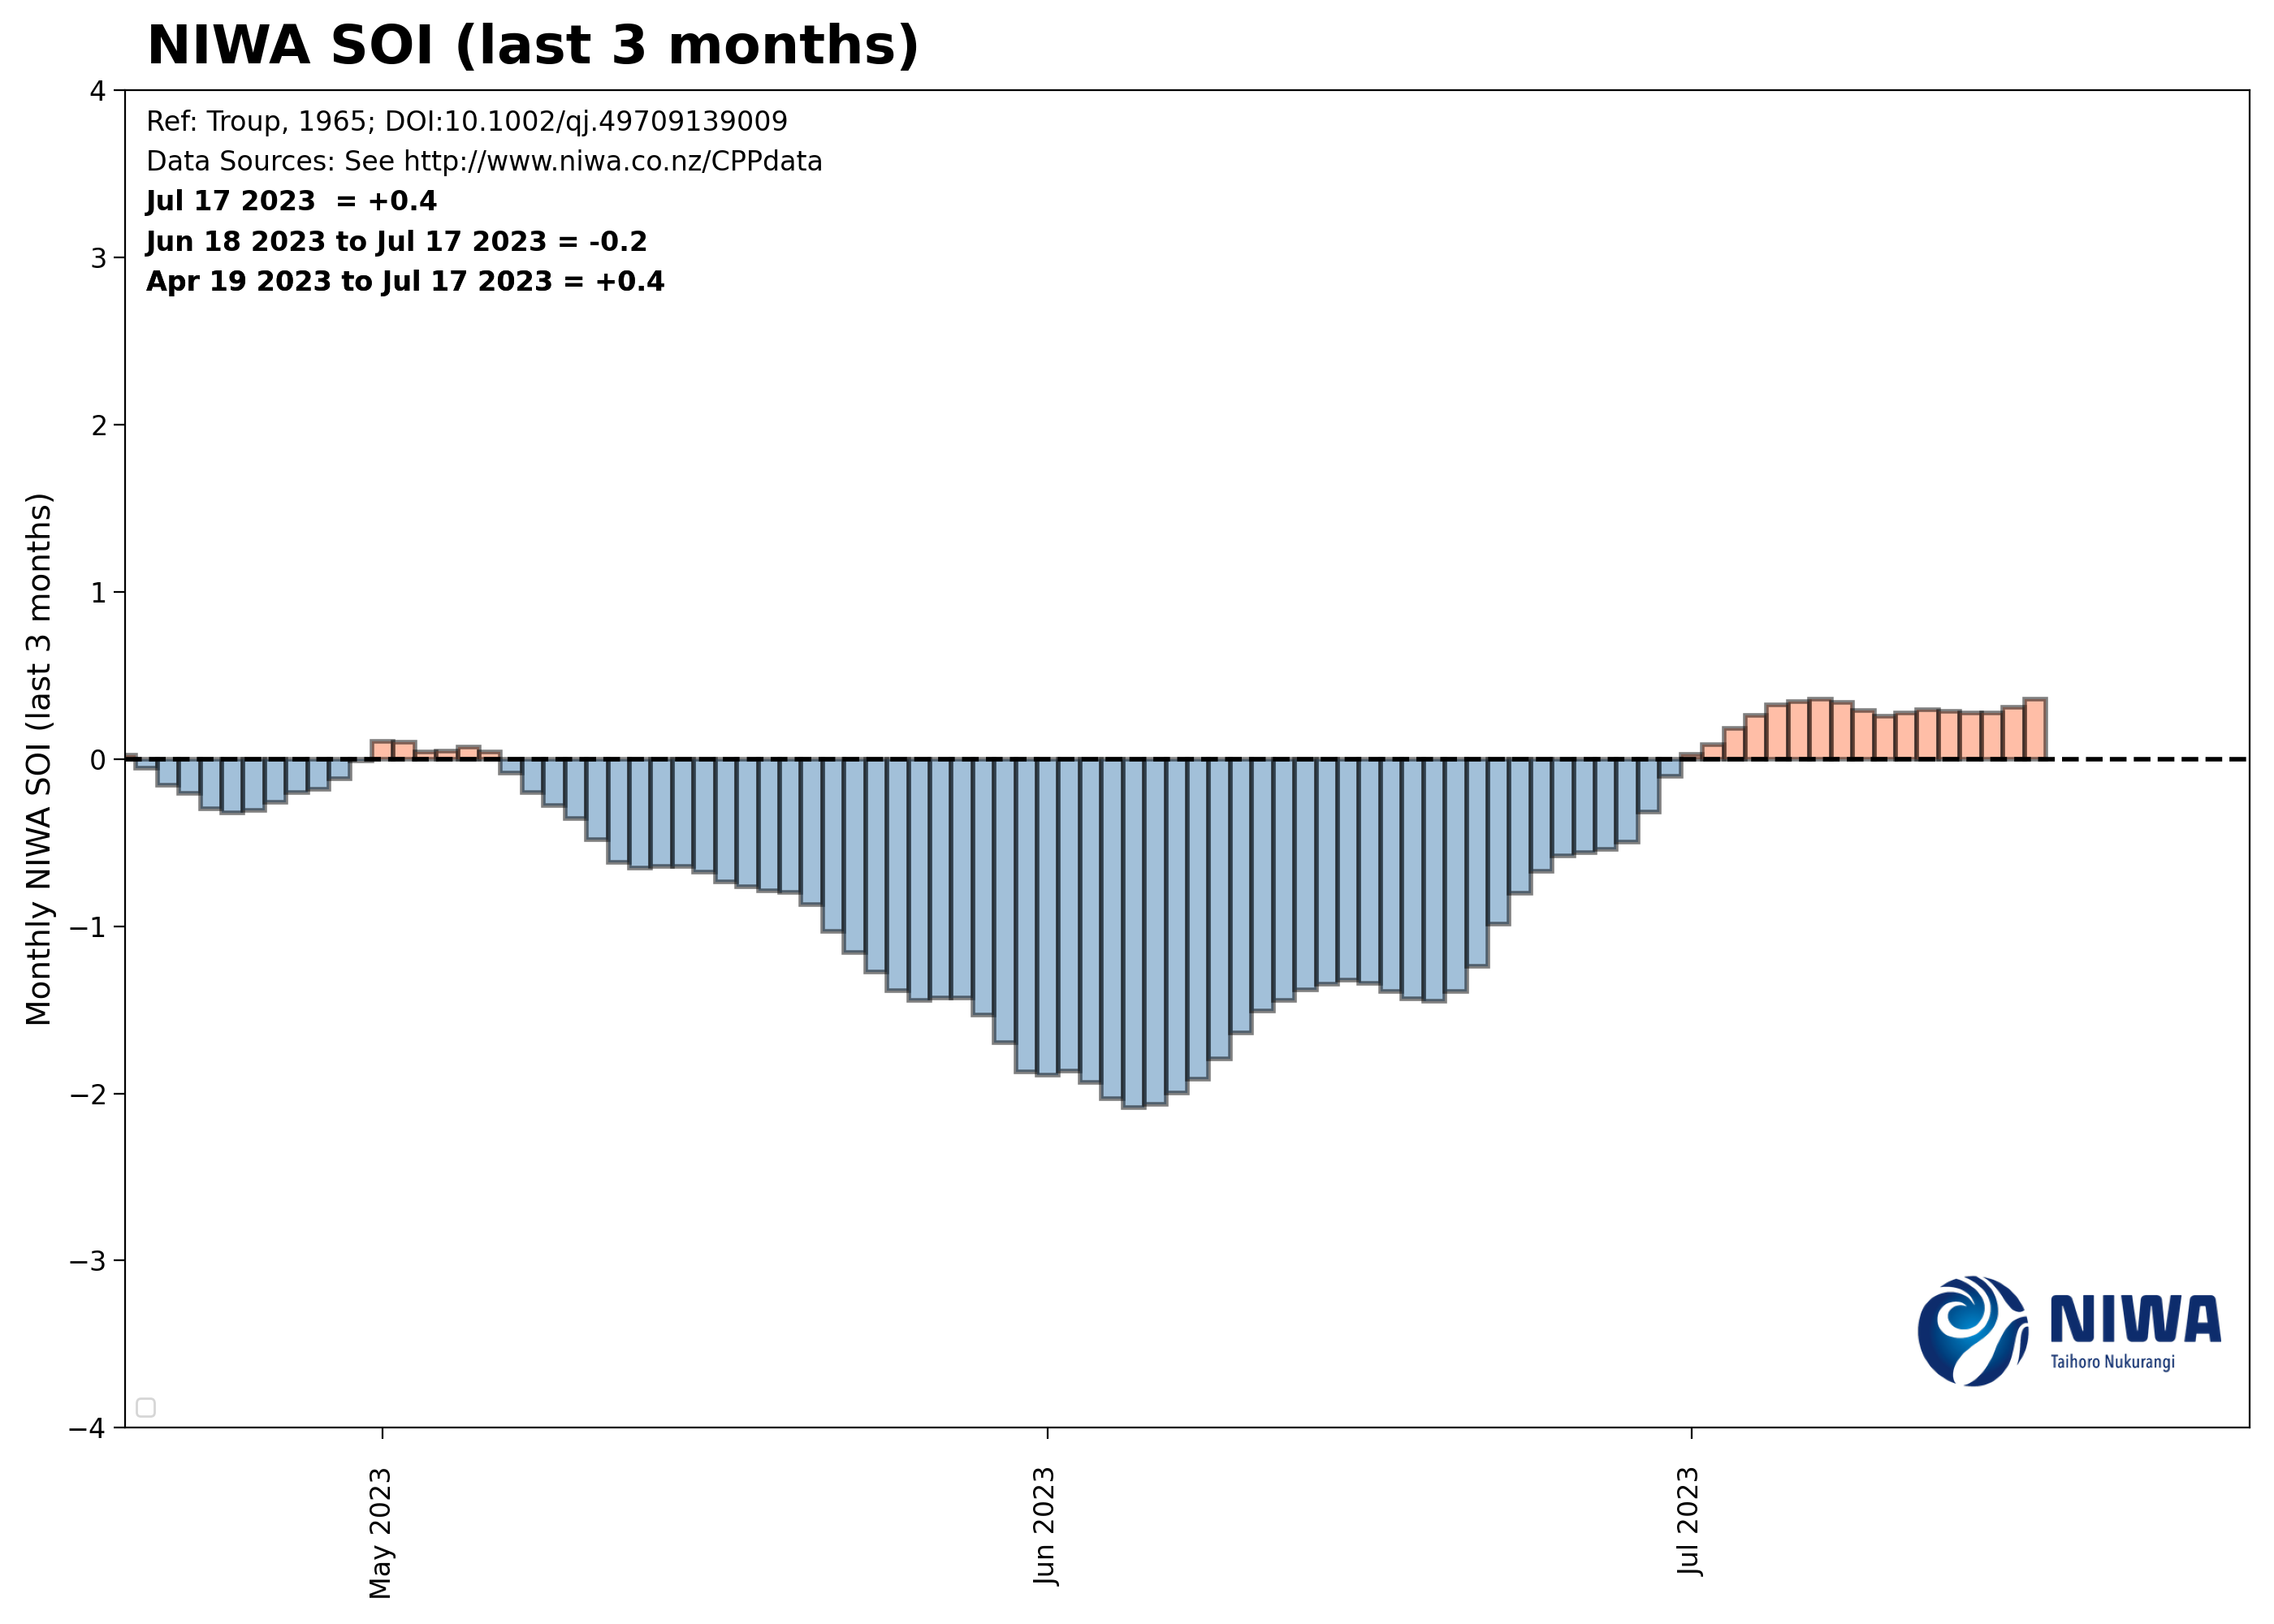 NIWA SOI (last 3 months)
Ref: Troup, 1965; DOI:10.1002/qj.49709139009
Data Sources: See http://www.niwa.co.nz/CPPdata
Jul 17 2023  = +0.4
Jun 18 2023 to Jul 17 2023 = -0.2
Apr 19 2023 to Jul 17 2023 = +0.4
Monthly NIWA SOI (last 3 months)
4
3
2
1
0
−1
−2
−3
−4
NIWA
Taihoro Nukurangi
May 2023
Jun 2023
Jul 2023